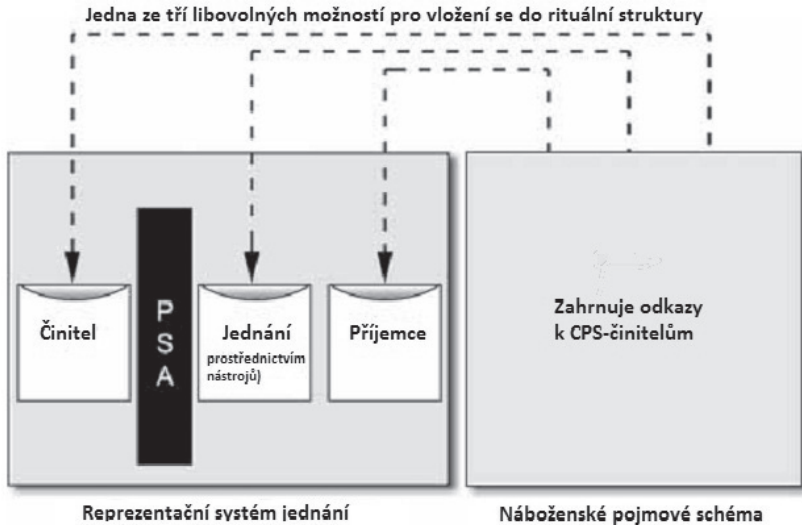 Jedna ze tří libovolných možností pro vložení se do rituální struktury
Činitel
P
S
A
Jednání
prostřednictvím
nástrojů)
Příjemce
Zahrnuje odkazy
k CPS-činitelům
Reprezentační systém jednání
Náboženské pojmové schéma